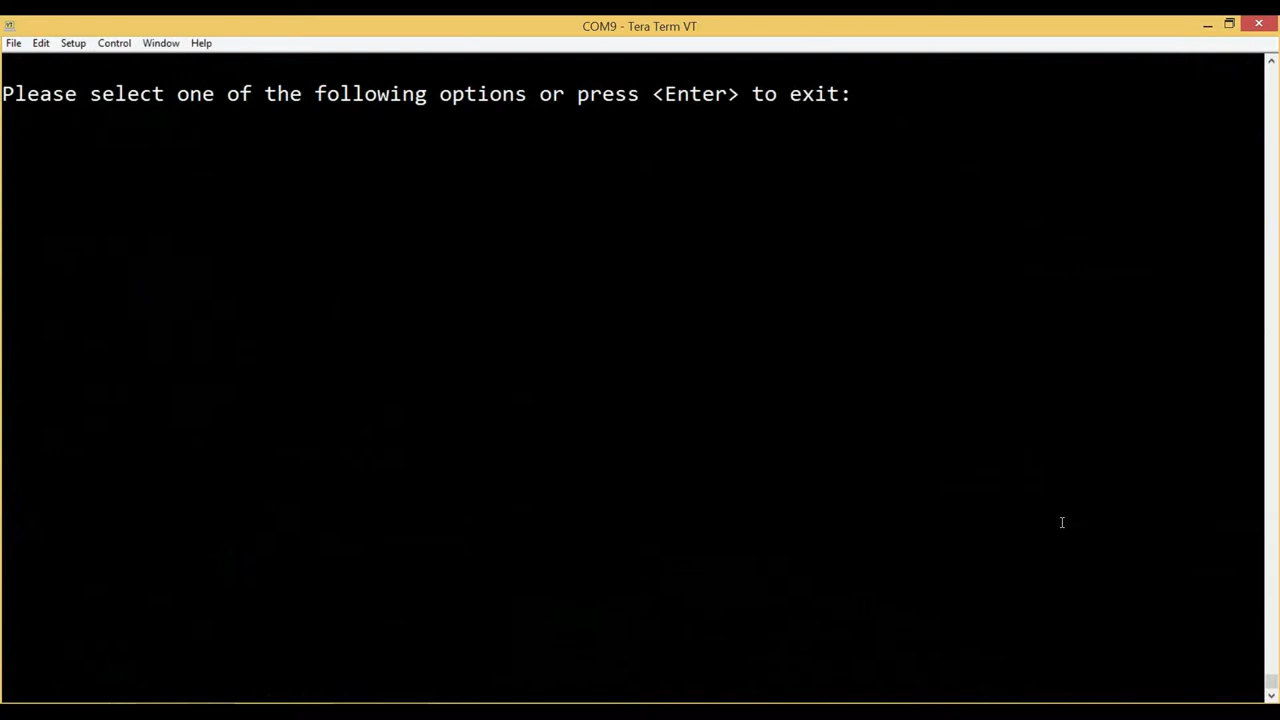 COM9 - Tera Term VT
File Edit Setup Control Window Help
Please select one of the following options or press <Enter> to exit: